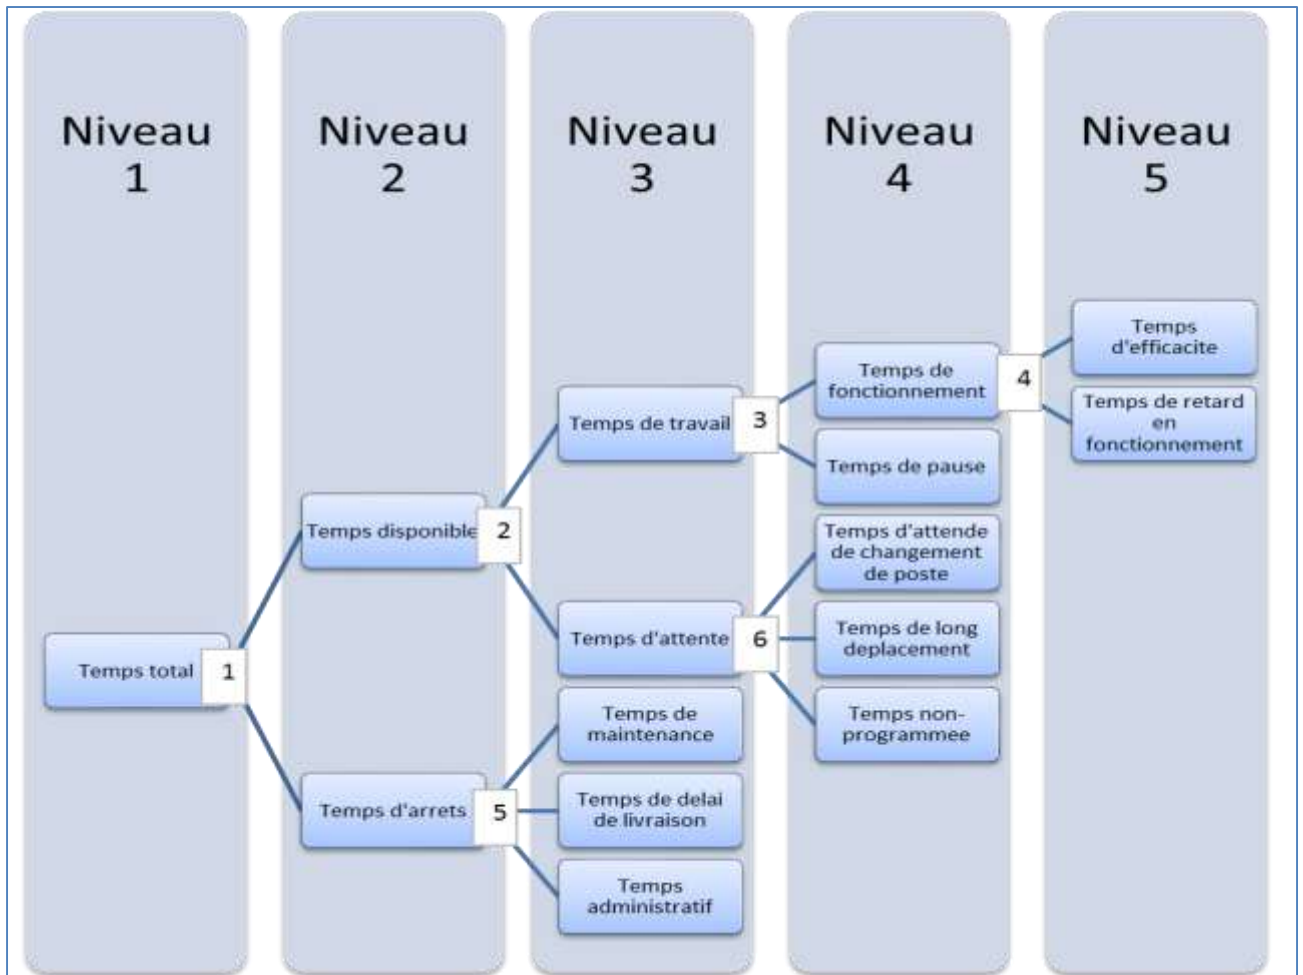 Niveau
1
Niveau
2
Niveau
3
Niveau
4
Niveau
5
Temps total
1
Temps disponible
2
Temps d'arrets
5
Temps de travail
3
Temps d'attente
6
Temps de
maintenance
Temps de delai
de livraison
Temps
administratif
Temps de
fonctionnement
4
Temps de pause
Temps d'attende
de changement
de poste
Temps de long
deplacement
Temps non-
programmee
Temps
d'efficacite
Temps de retard
en
fonctionnement